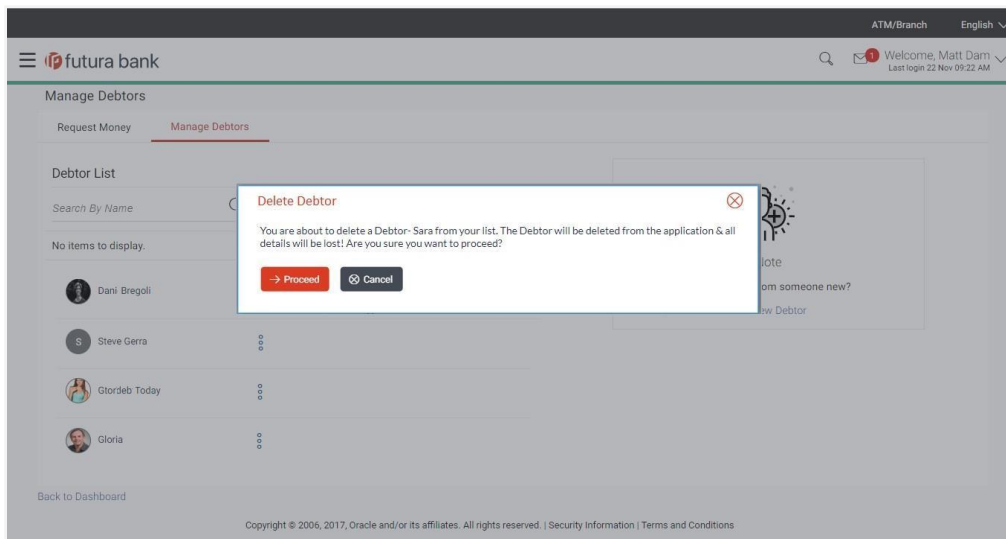 ATM/Branch English
futura bank
1 Welcome, Matt Dam
Last login 22 Nov 09:22 AM
Manage Debtors
Request Money Manage Debtors
Debtor List
Search By Name
No items to display.
Delete Debtor
You are about to delete a Debtor- Sara from your list. The Debtor will be deleted from the application & all
details will be lost! Are you sure you want to proceed?
Proceed Cancel
Dani Bregoli
S Steve Gerra
Gtordeb Today
Gloria
someone new?
Debtor
Back to Dashboard
Copyright © 2006, 2017, Oracle and/or its affiliates. All rights reserved. | Security Information | Terms and Conditions